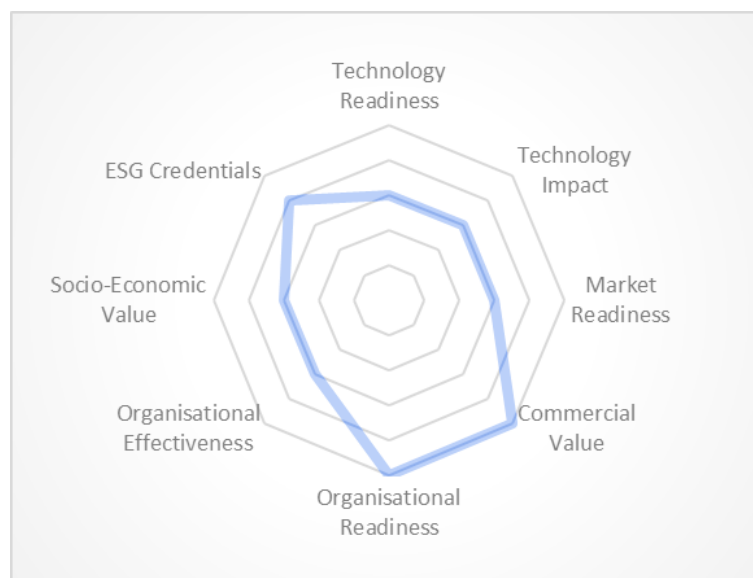 Technology
Readiness
Technology
Impact
Market
Readiness
Commercial
Value
Organisational
Readiness
Organisational
Effectiveness
Socio-Economic
Value
ESG Credentials